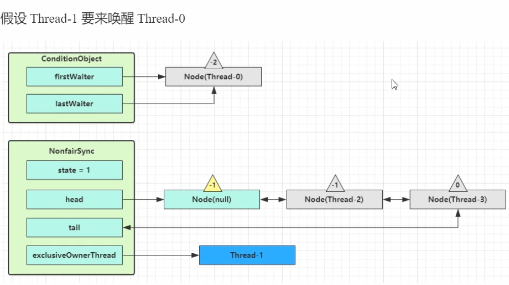 假设 Thread-1 要来唤醒 Thread-0
ConditionObject
-2
firstWaiter
Node(Thread-0)
lastWaiter
NonfairSync
state = 1
-1
-1
0
head
Node(null)
Node(Thread-2)
Node(Thread-3)
tail
exclusiveOwnerThread
Thread-1